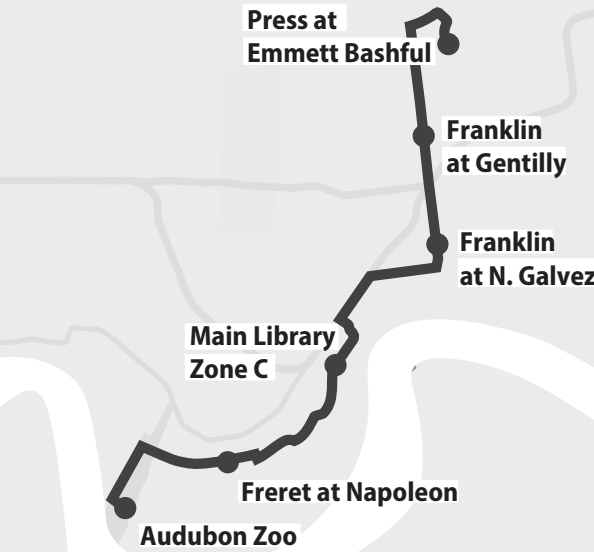 Press at
Emmett Bashful
Franklin
at Gentilly
Franklin
at N. Galvez
Main Library
Zone C
Freret at Napoleon
Audubon Zoo